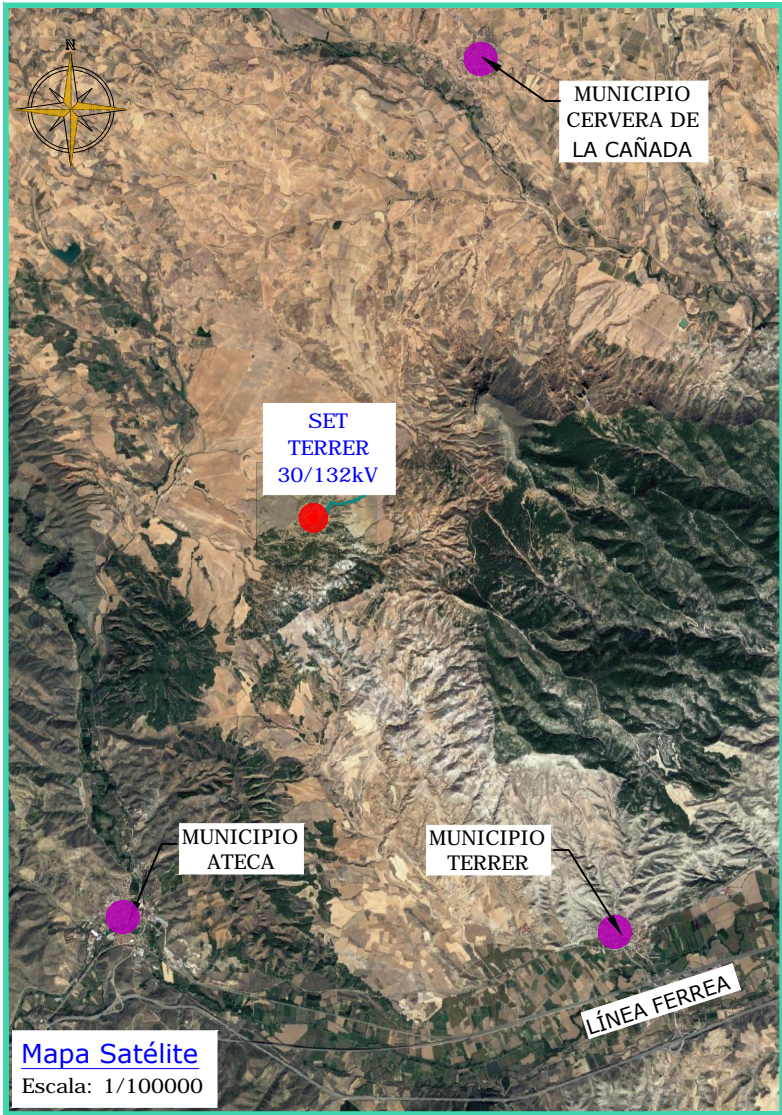 N
MUNICIPIO
CERVERA DE
LA CAÑADA
SET
TERRER
30/132kV
MUNICIPIO
ATECA
MUNICIPIO
TERRER
LÍNEA FERREA
Mapa Satélite
Escala: 1/100000